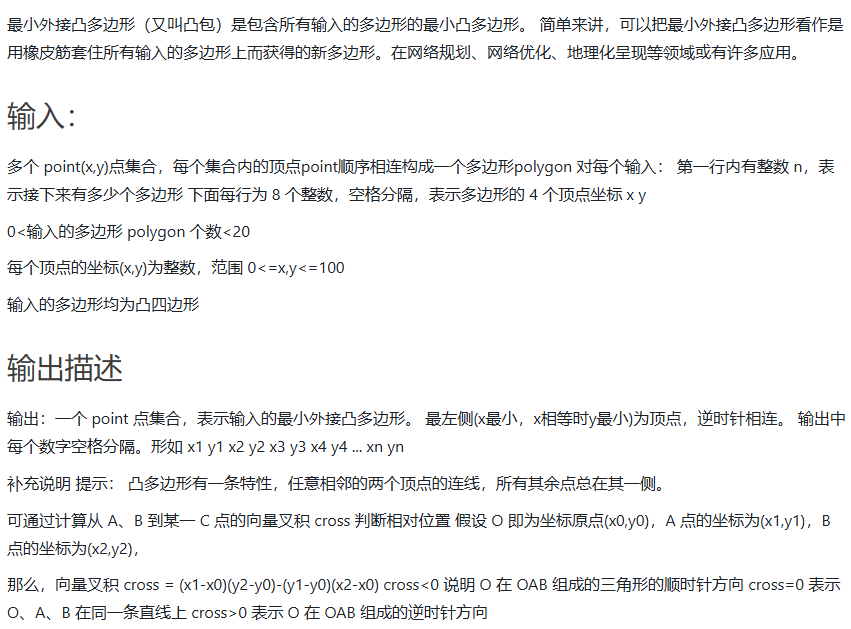 最小外接凸多边形（又叫凸包）是包含所有输入的多边形的最小凸多边形。 简单来讲，可以把最小外接凸多边形看作是
用橡皮筋套住所有输入的多边形上而获得的新多边形。在网络规划、网络优化、地理化呈现等领域或有许多应用。
输入：
多个 point(x,y)点集合，每个集合内的顶点point顺序相连构成一个多边形polygon 对每个输入： 第一行内有整数 n，表
示接下来有多少个多边形 下面每行为 8 个整数，空格分隔，表示多边形的 4 个顶点坐标 x y
0<输入的多边形 polygon 个数<20
每个顶点的坐标(x,y)为整数，范围 0<=x,y<=100
输入的多边形均为凸四边形
输出描述
输出：一个 point 点集合，表示输入的最小外接凸多边形。 最左侧(x最小，x相等时y最小)为顶点，逆时针相连。 输出中
每个数字空格分隔。形如 x1 y1 x2 y2 x3 y3 x4 y4 ... xn yn
补充说明 提示： 凸多边形有一条特性，任意相邻的两个顶点的连线，所有其余点总在其一侧。
可通过计算从 A、B 到某一 C 点的向量叉积 cross 判断相对位置 假设 O 即为坐标原点(x0,y0)，A 点的坐标为(x1,y1)，B
点的坐标为(x2,y2)，
那么，向量叉积 cross = (x1-x0)(y2-y0)-(y1-y0)(x2-x0) cross<0 说明 O 在 OAB 组成的三角形的顺时针方向 cross=0 表示
O、A、B 在同一条直线上 cross>0 表示 O 在 OAB 组成的逆时针方向